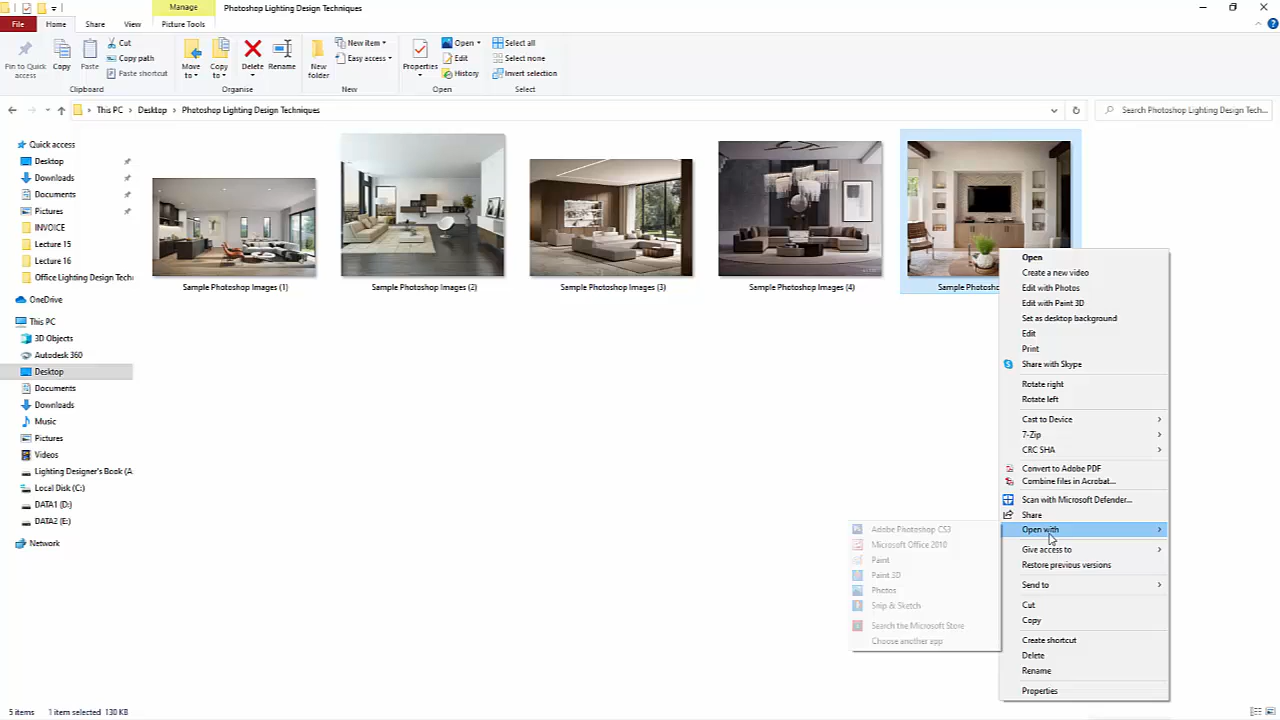 Manage
Photoshop Lighting Design Techniques
File
Home
Share
View
Picture Tools
Pin to Quick access
Copy
Paste
Cut
Copy path
Paste shortcut
Clipboard
Move to
Copy to
Delete
Rename
Organise
New folder
New item
Easy access
New
Properties
Open
Edit
History
Open
Select all
Select none
Invert selection
Select
This PC > Desktop > Photoshop Lighting Design Techniques
Search Photoshop Lighting Design Tech...
Quick access
Desktop
Downloads
Documents
Pictures
INVOICE
Lecture 15
Lecture 16
Office Lighting Design Tech
OneDrive
This PC
3D Objects
Autodesk 360
Desktop
Documents
Downloads
Music
Pictures
Videos
Lighting Designer's Book (A
Local Disk (C:)
DATA1 (D:)
DATA2 (E:)
Network
Sample Photoshop Images (1)
Sample Photoshop Images (2)
Sample Photoshop Images (3)
Sample Photoshop Images (4)
Sample Photosho
Open
Create a new video
Edit with Photos
Edit with Paint 3D
Set as desktop background
Edit
Print
Share with Skype
Rotate right
Rotate left
Cast to Device
7-Zip
CRC SHA
Convert to Adobe PDF
Combine files in Acrobat...
Scan with Microsoft Defender...
Share
Open with
Give access to
Restore previous versions
Send to
Cut
Copy
Create shortcut
Delete
Rename
Properties
Adobe Photoshop CS3
Microsoft Office 2010
Paint
Paint 3D
Photos
Snip & Sketch
Search the Microsoft Store
Choose another app
5 items
1 item selected 130 KB